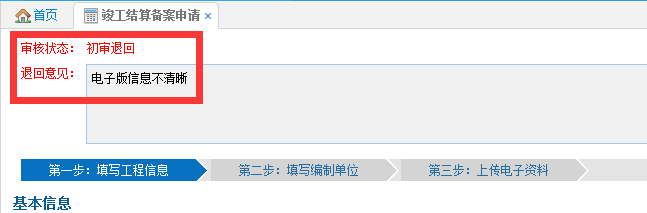 首页 竣工结算备案申请 ×
审核状态： 初审退回
退回意见： 电子版信息不清晰
第一步：填写工程信息 第二步：填写编制单位 第三步：上传电子资料
基本信息